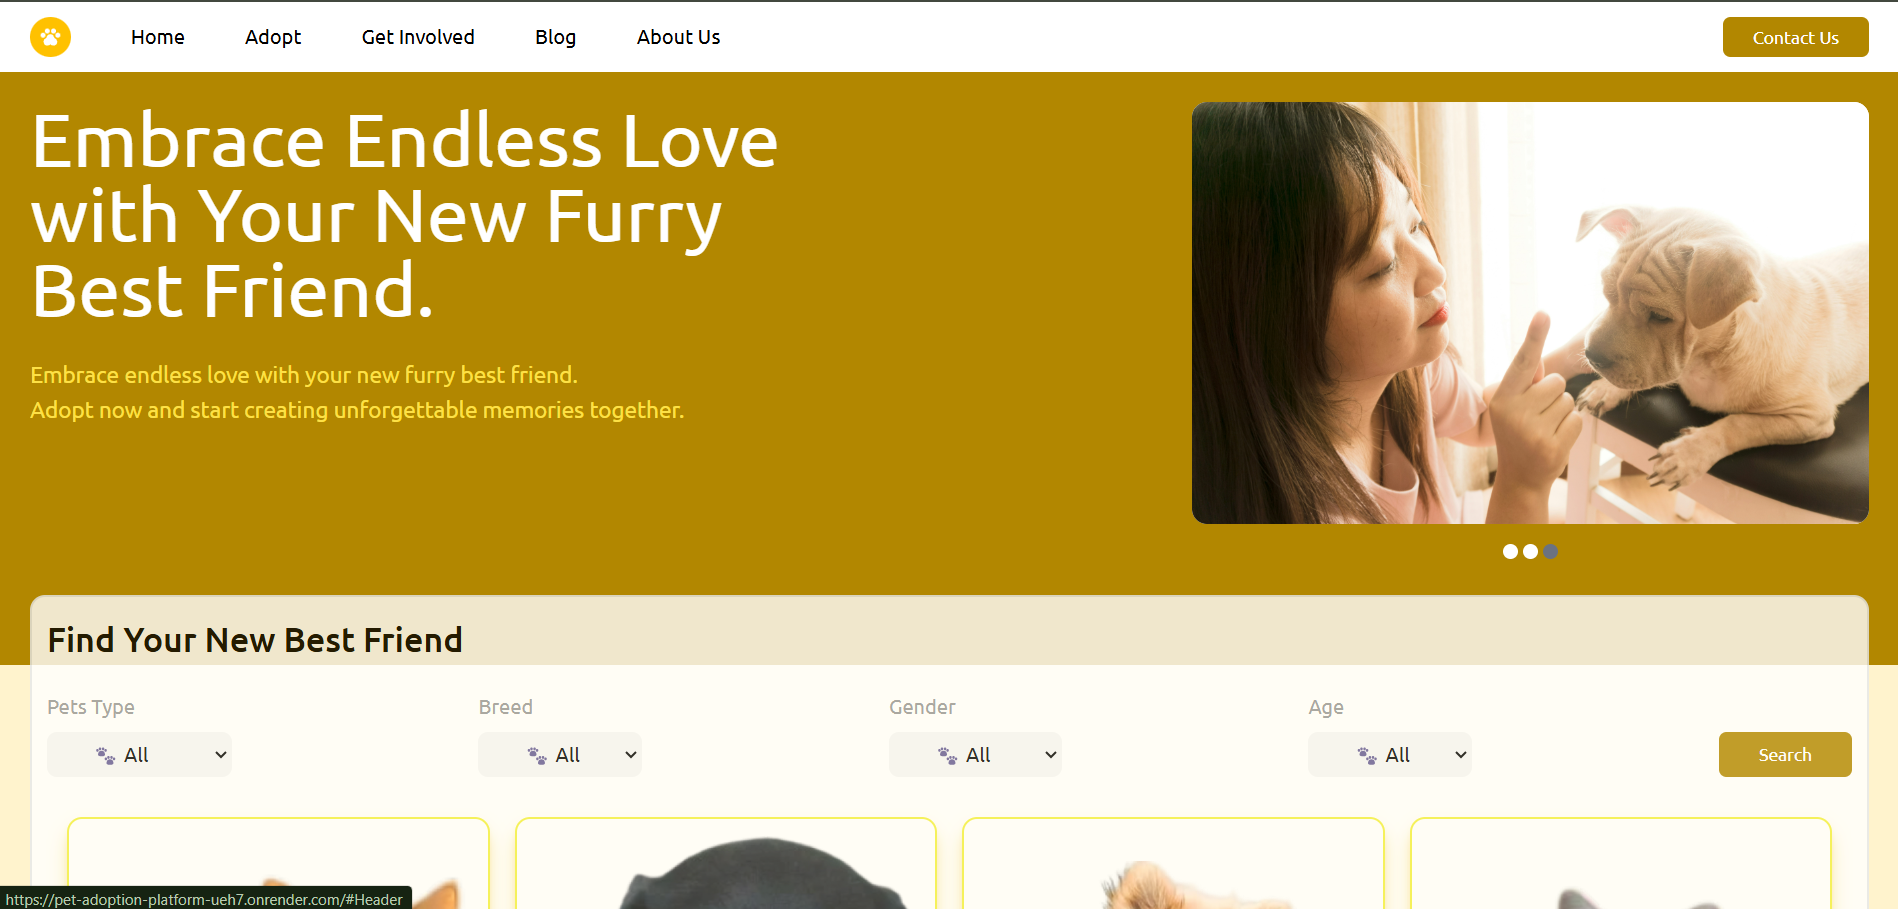 Home Adopt Get Involved Blog About Us Contact Us
Embrace Endless Love
with Your New Furry
Best Friend.
Embrace endless love with your new furry best friend.
Adopt now and start creating unforgettable memories together.
Find Your New Best Friend
Pets Type Breed Gender Age
🐾 All 🐾 All 🐾 All 🐾 All Search
https://pet-adoption-platform-ueh7.onrender.com/#Header